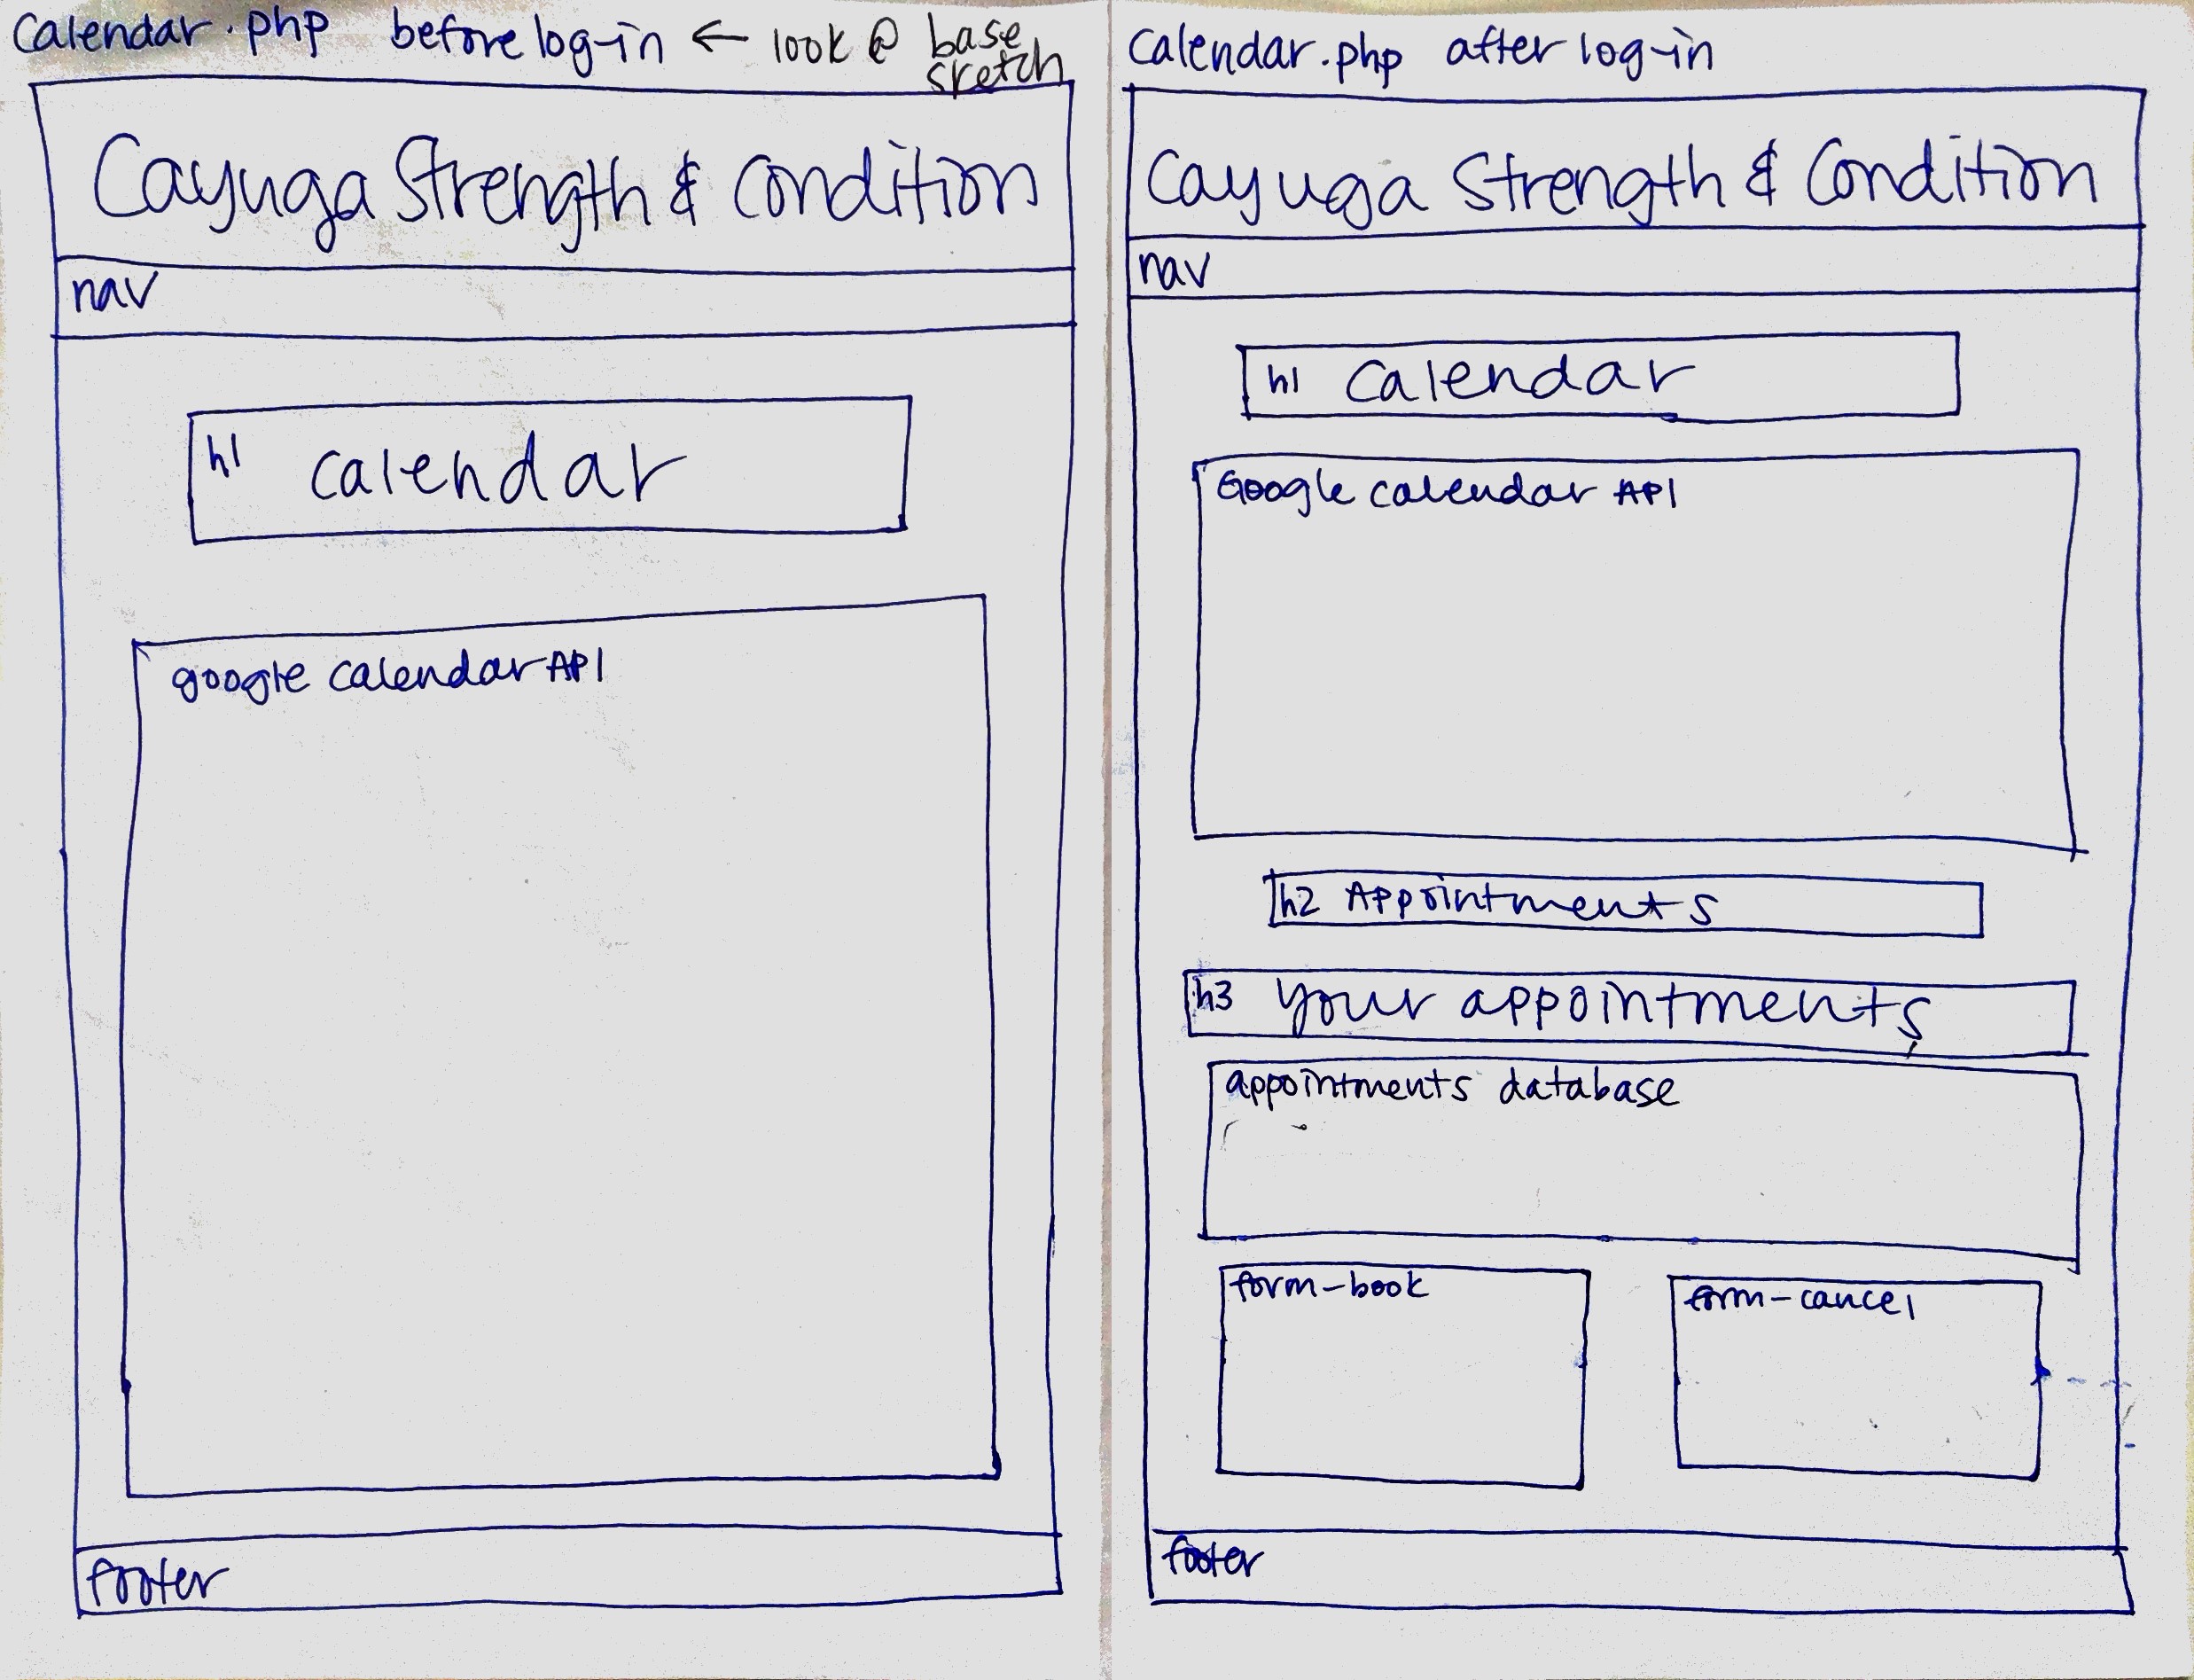 Calendar.php before log-in ← look @ base
sketch
Cayuga Strength & Condition
nav
h1 calendar
google calendar API
footer
Calendar.php after log-in
Cayuga Strength & Condition
nav
h1 Calendar
Google calendar API
h2 Appointments
h3 your appointments
appointments database
form-book
form-cancel
footer